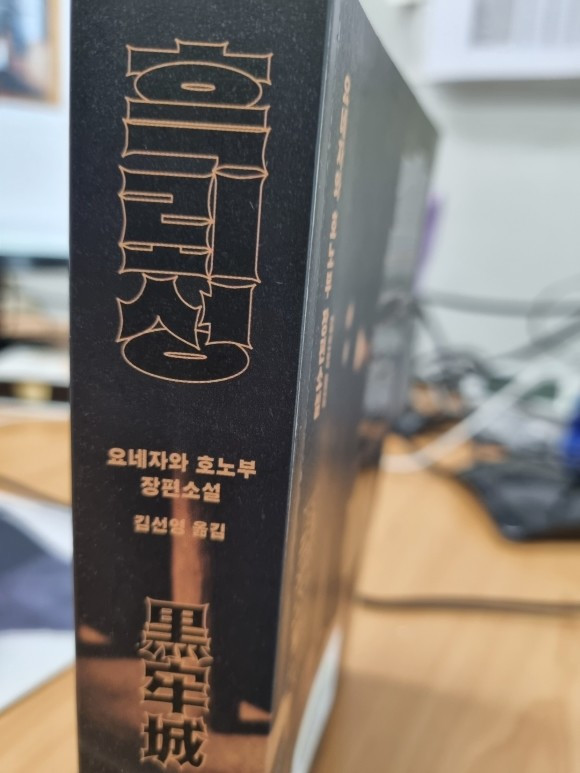 흑뢰성
요네자와 호노부
장편소설
김선영 옮김
黒牢城